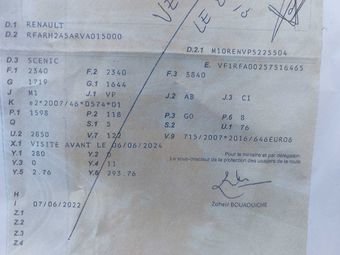 D.1 RENAULT
D.2 RFARH2A5ARVA015000
D.2.1 M10RENVP5225504
D.3 SCENIC E. VF1RFA00257516465
F.1 2340 F.2 2340 F.3 3840
G 1719 G.1 1644
J M1 J.1 VP J.2 AB J.3 CI
K e2*2007/46*0574*01
P.1 1598 P.2 118 P.3 GO P.6 8
Q S.1 5 S.2 U.1 76
U.2 2850 V.7 122 V.9 715/2007*2016/646EURO6
X.1 VISITE AVANT LE 06/06/2024
Y.1 280 Y.2 0
Y.3 0 Y.4 11
Y.5 2.76 Y.6 293.76
Pour le ministre et par délégation
Le sous-directeur de la protection des usagers de la route
Zaheir BOUAOUICHE
H
I 07/06/2022
Z.1
Z.2
Z.3
Z.4